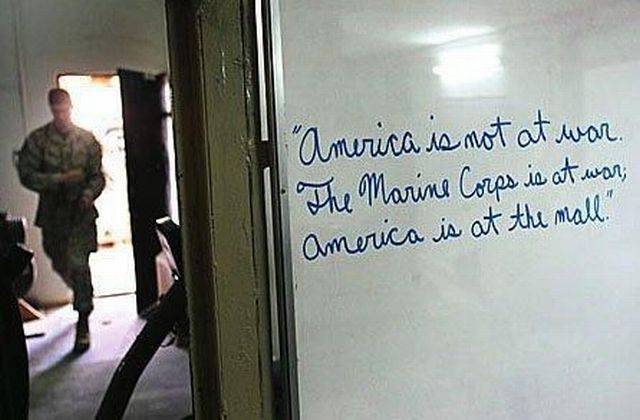 "America is not at war.
The Marine Corps is at war;
America is at the mall."